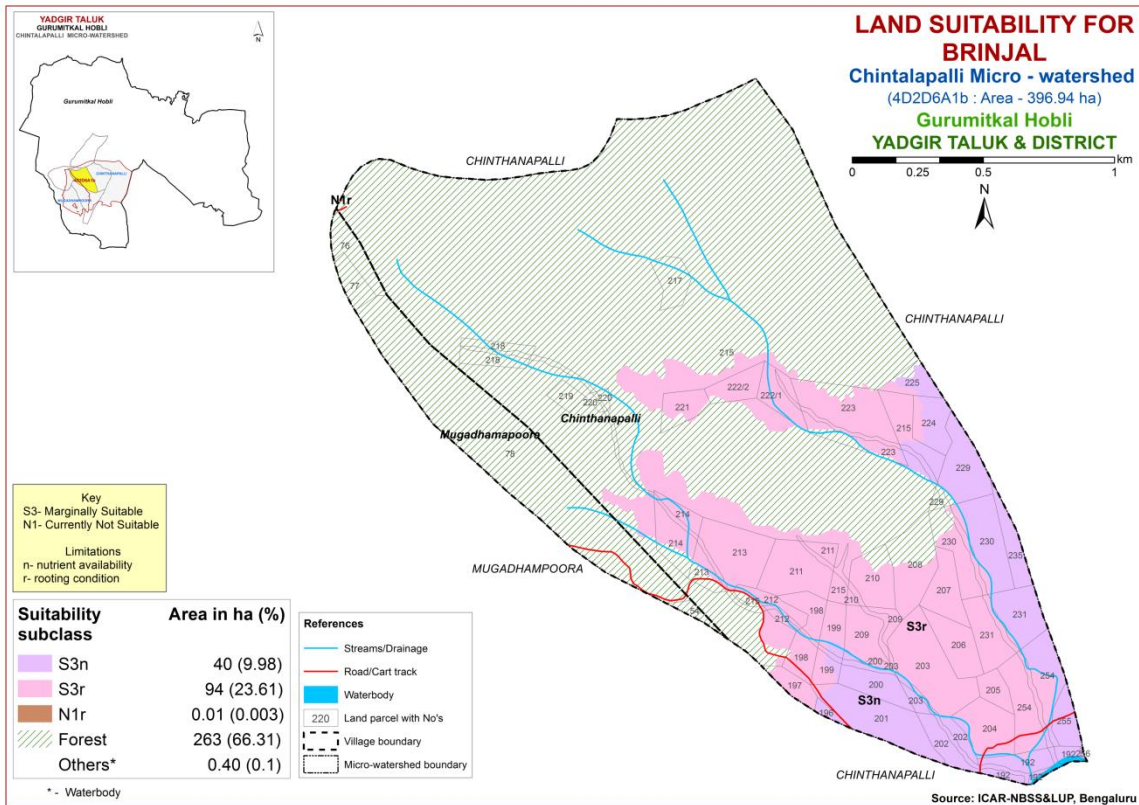 YADGIR TALUK
GURUMITKAL HOBLI
CHINTALAPALLI MICRO-WATERSHED
N
Gurumitkal Hobli
CHINTHANAPALLI
LAND SUITABILITY FOR
BRINJAL
Chintalapalli Micro - watershed
(4D2D6A1b : Area - 396.94 ha)
Gurumitkal Hobli
YADGIR TALUK & DISTRICT
km
0 0.25 0.5 1
N
CHINTHANAPALLI
N1r
76
77
217
CHINTHANAPALLI
218
218
215
225
222/2
222/1
219
220
220
221
223
224
Chinthanapalli
215
Mugadhamapoora
223
229
78
229
214
214
213
211
230
230
235
208
MUGADHAMPOORA
213
211
210
207
215
212
215
210
231
54
212
198
209
S3r
199
209
206
231
198
200
203
203
254
197
199
200
205
S3n
203
254
196
201
204
255
202
202
192
192
192
CHINTHANAPALLI
Key
S3- Marginally Suitable
N1- Currently Not Suitable
Limitations
n- nutrient availability
r- rooting condition
Suitability subclass Area in ha (%)
S3n 40 (9.98)
S3r 94 (23.61)
N1r 0.01 (0.003)
Forest 263 (66.31)
Others* 0.40 (0.1)
* - Waterbody
References
Streams/Drainage
Road/Cart track
Waterbody
220 Land parcel with No's
Village boundary
Micro-watershed boundary
Source: ICAR-NBSS&LUP, Bengaluru